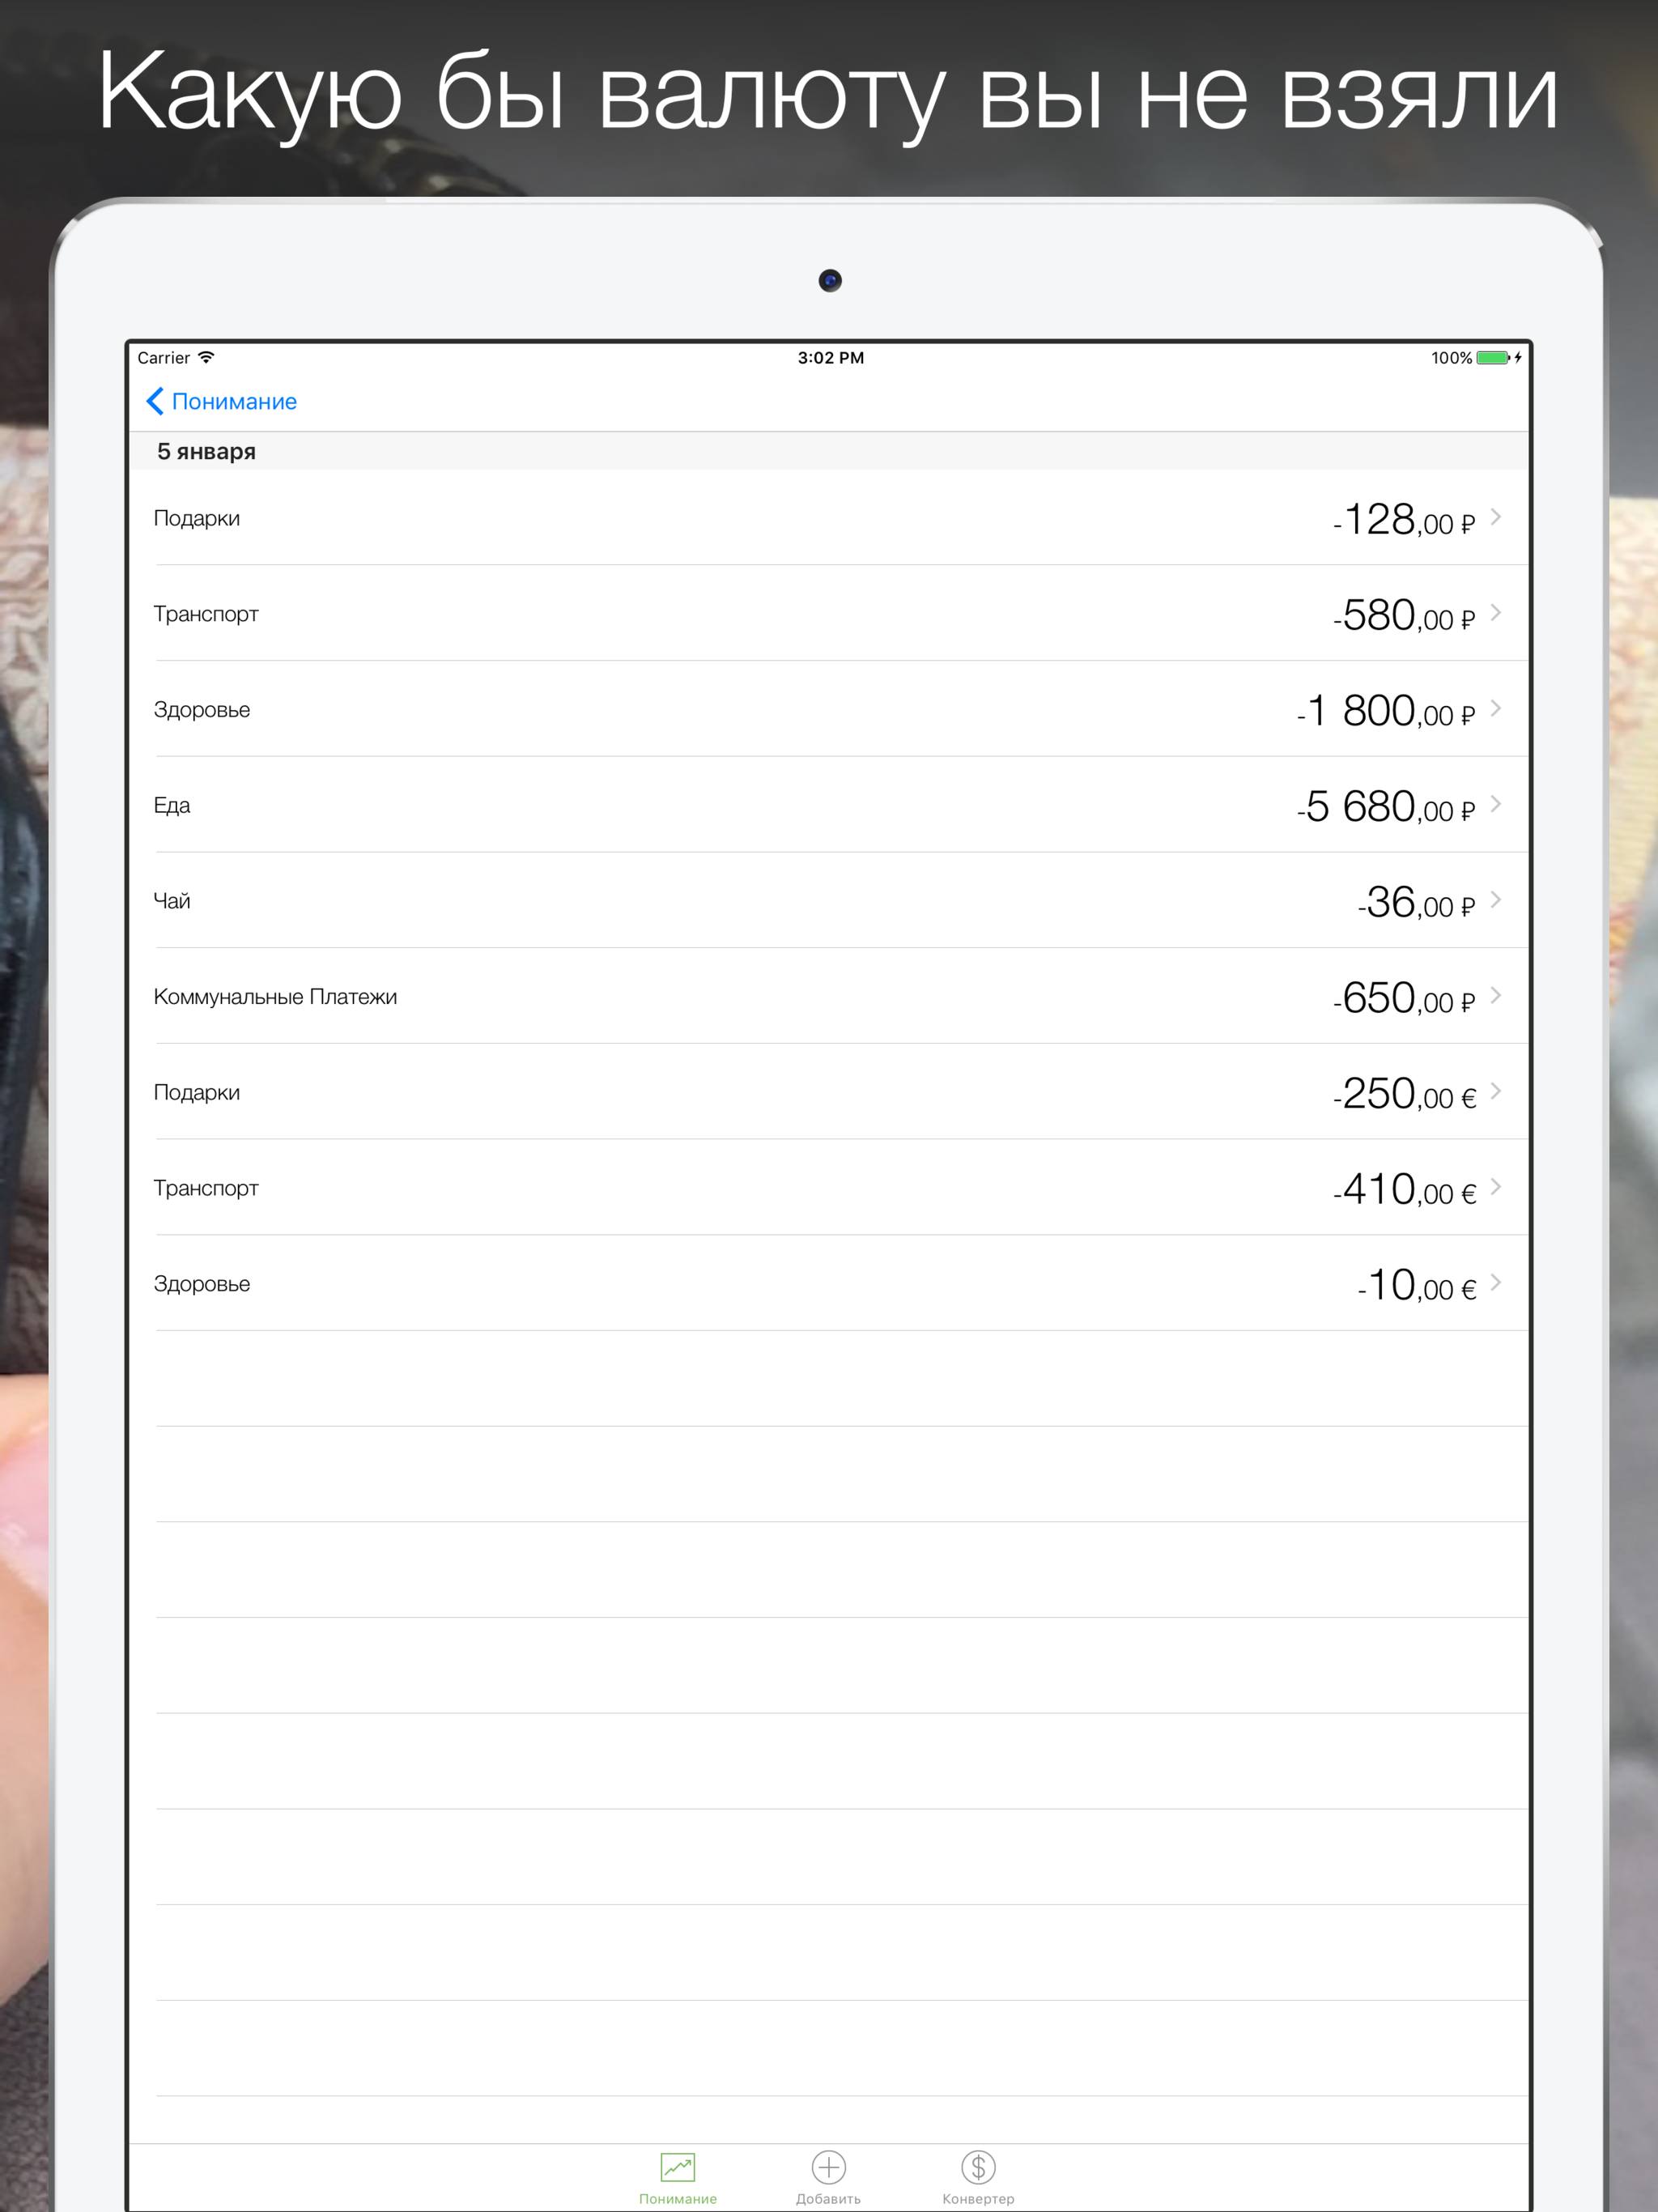 Какую бы валюту вы не взяли
Carrier 3:02 PM 100%
Понимание
5 января
Подарки -128,00 ₽
Транспорт -580,00 ₽
Здоровье -1 800,00 ₽
Еда -5 680,00 ₽
Чай -36,00 ₽
Коммунальные Платежи -650,00 ₽
Подарки -250,00 €
Транспорт -410,00 €
Здоровье -10,00 €
Понимание Добавить Конвертер